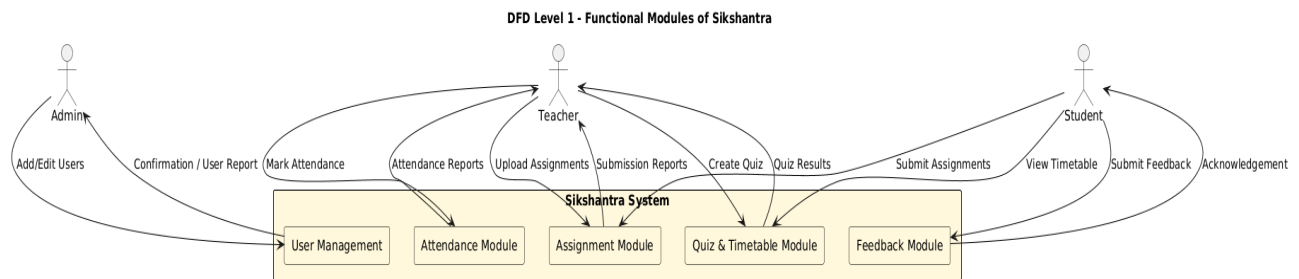 DFD Level 1 - Functional Modules of Sikshantra
Admin
Teacher
Student
Add/Edit Users
Confirmation / User Report
Mark Attendance
Attendance Reports
Upload Assignments
Submission Reports
Create Quiz
Quiz Results
Submit Assignments
View Timetable
Submit Feedback
Acknowledgement
Sikshantra System
User Management
Attendance Module
Assignment Module
Quiz & Timetable Module
Feedback Module